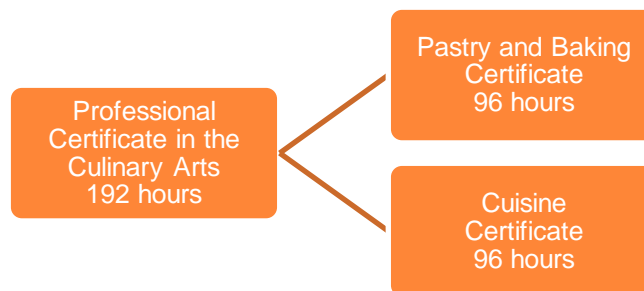 Professional
Certificate in the
Culinary Arts
192 hours
Pastry and Baking
Certificate
96 hours
Cuisine
Certificate
96 hours